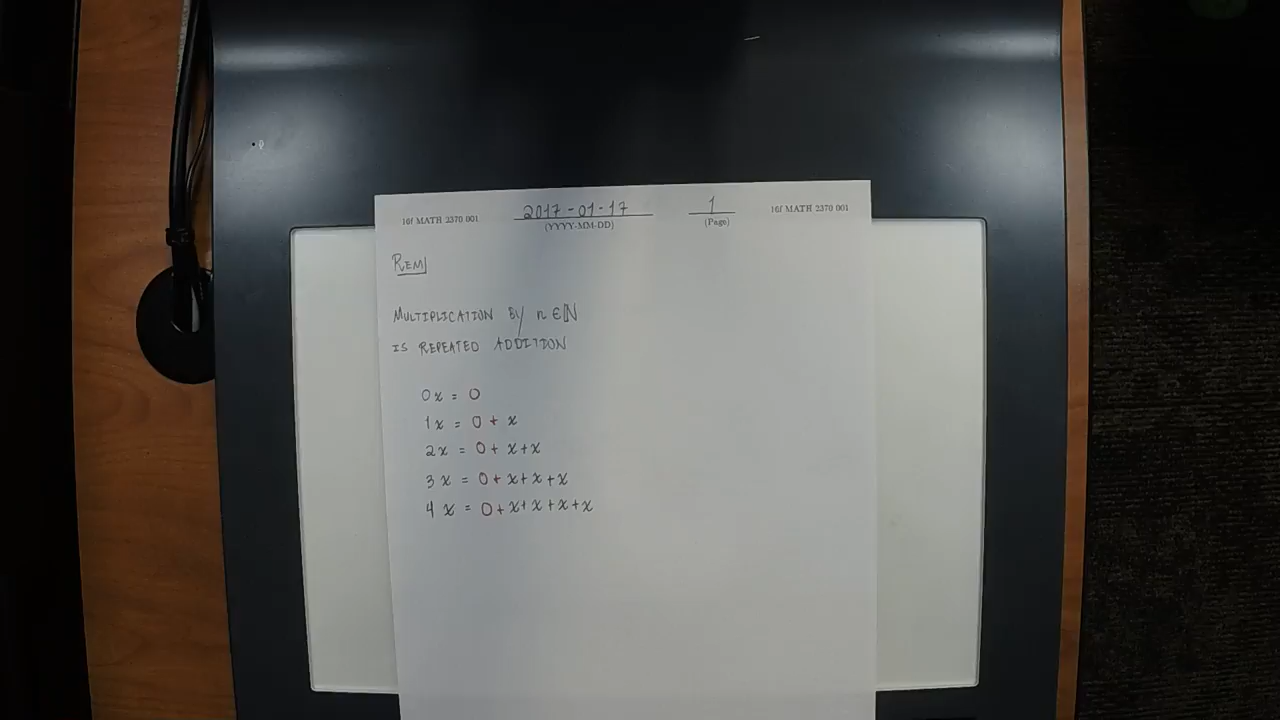 16f MATH 2370 001 2017-01-17 1 16f MATH 2370 001
(YYYY-MM-DD) (Page)
REM
MULTIPLICATION BY n ∈ ℕ
IS REPEATED ADDITION
0x = 0
1x = 0 + x
2x = 0 + x + x
3x = 0 + x + x + x
4x = 0 + x + x + x + x